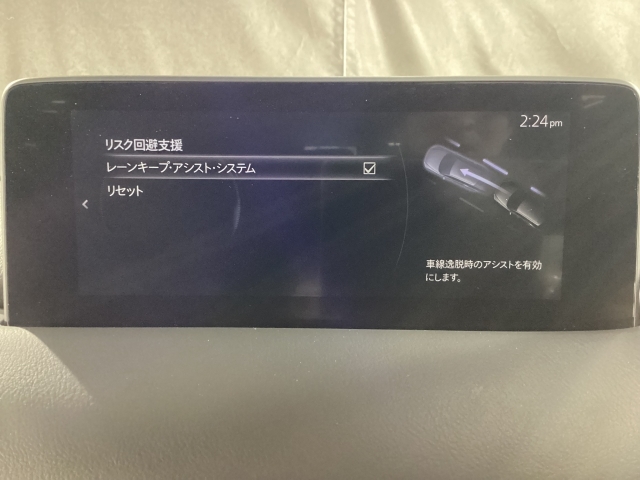 2:24pm
リスク回避支援
レーンキープ・アシスト・システム
リセット
車線逸脱時のアシストを有効
にします。